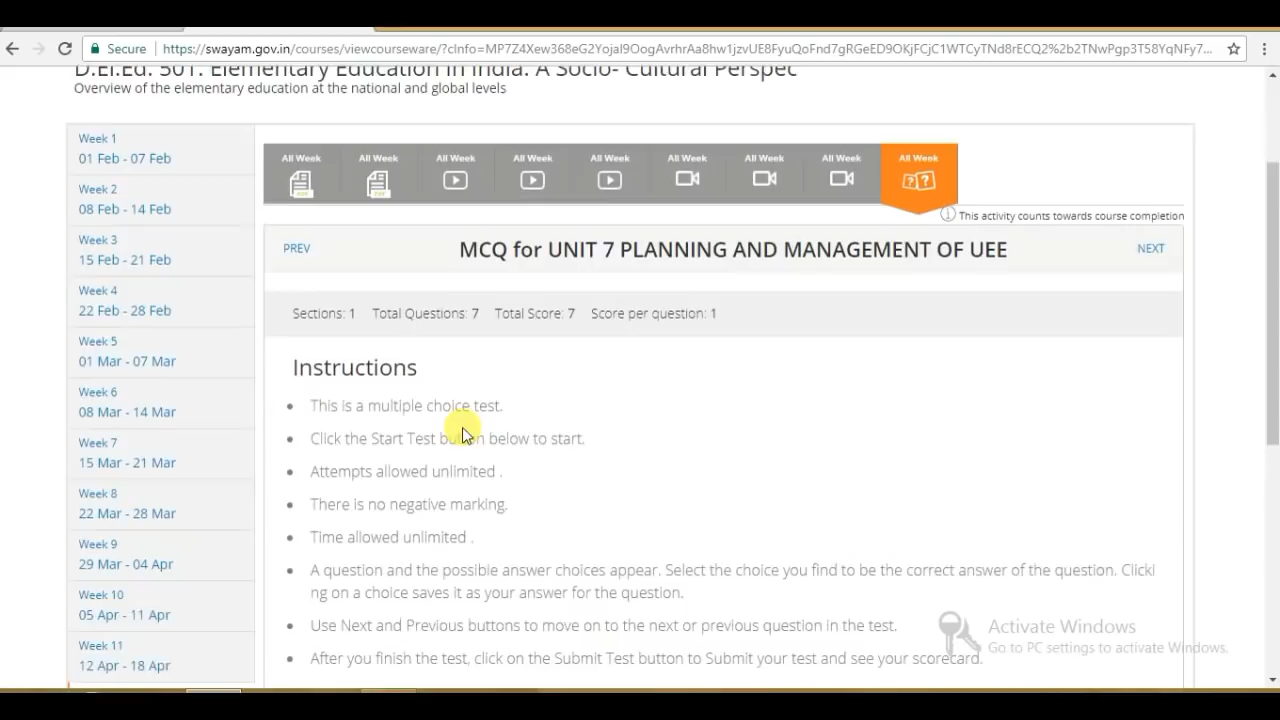 Secure
https://swayam.gov.in/courses/viewcourseware/?cInfo=MP7Z4Xew368eG2Yojal9OogAvrhrAa8hw1jzvUE8FyuQoFnd7gRGeED9OKjFCjC1WTCyTNd8rECQ2%2b2TNwPgp3T58YqNFy7...
D.El.Ed. 501: Elementary Education in India: A Socio- Cultural Perspec
Overview of the elementary education at the national and global levels
Week 1
01 Feb - 07 Feb
Week 2
08 Feb - 14 Feb
Week 3
15 Feb - 21 Feb
Week 4
22 Feb - 28 Feb
Week 5
01 Mar - 07 Mar
Week 6
08 Mar - 14 Mar
Week 7
15 Mar - 21 Mar
Week 8
22 Mar - 28 Mar
Week 9
29 Mar - 04 Apr
Week 10
05 Apr - 11 Apr
Week 11
12 Apr - 18 Apr
All Week All Week All Week All Week All Week All Week All Week All Week All Week
This activity counts towards course completion
PREV MCQ for UNIT 7 PLANNING AND MANAGEMENT OF UEE NEXT
Sections: 1 Total Questions: 7 Total Score: 7 Score per question: 1
Instructions
This is a multiple choice test.
Click the Start Test button below to start.
Attempts allowed unlimited .
There is no negative marking.
Time allowed unlimited .
A question and the possible answer choices appear. Select the choice you find to be the correct answer of the question. Clicki
ng on a choice saves it as your answer for the question.
Use Next and Previous buttons to move on to the next or previous question in the test.
After you finish the test, click on the Submit Test button to Submit your test and see your scorecard.
Activate Windows
Go to PC settings to activate Windows.